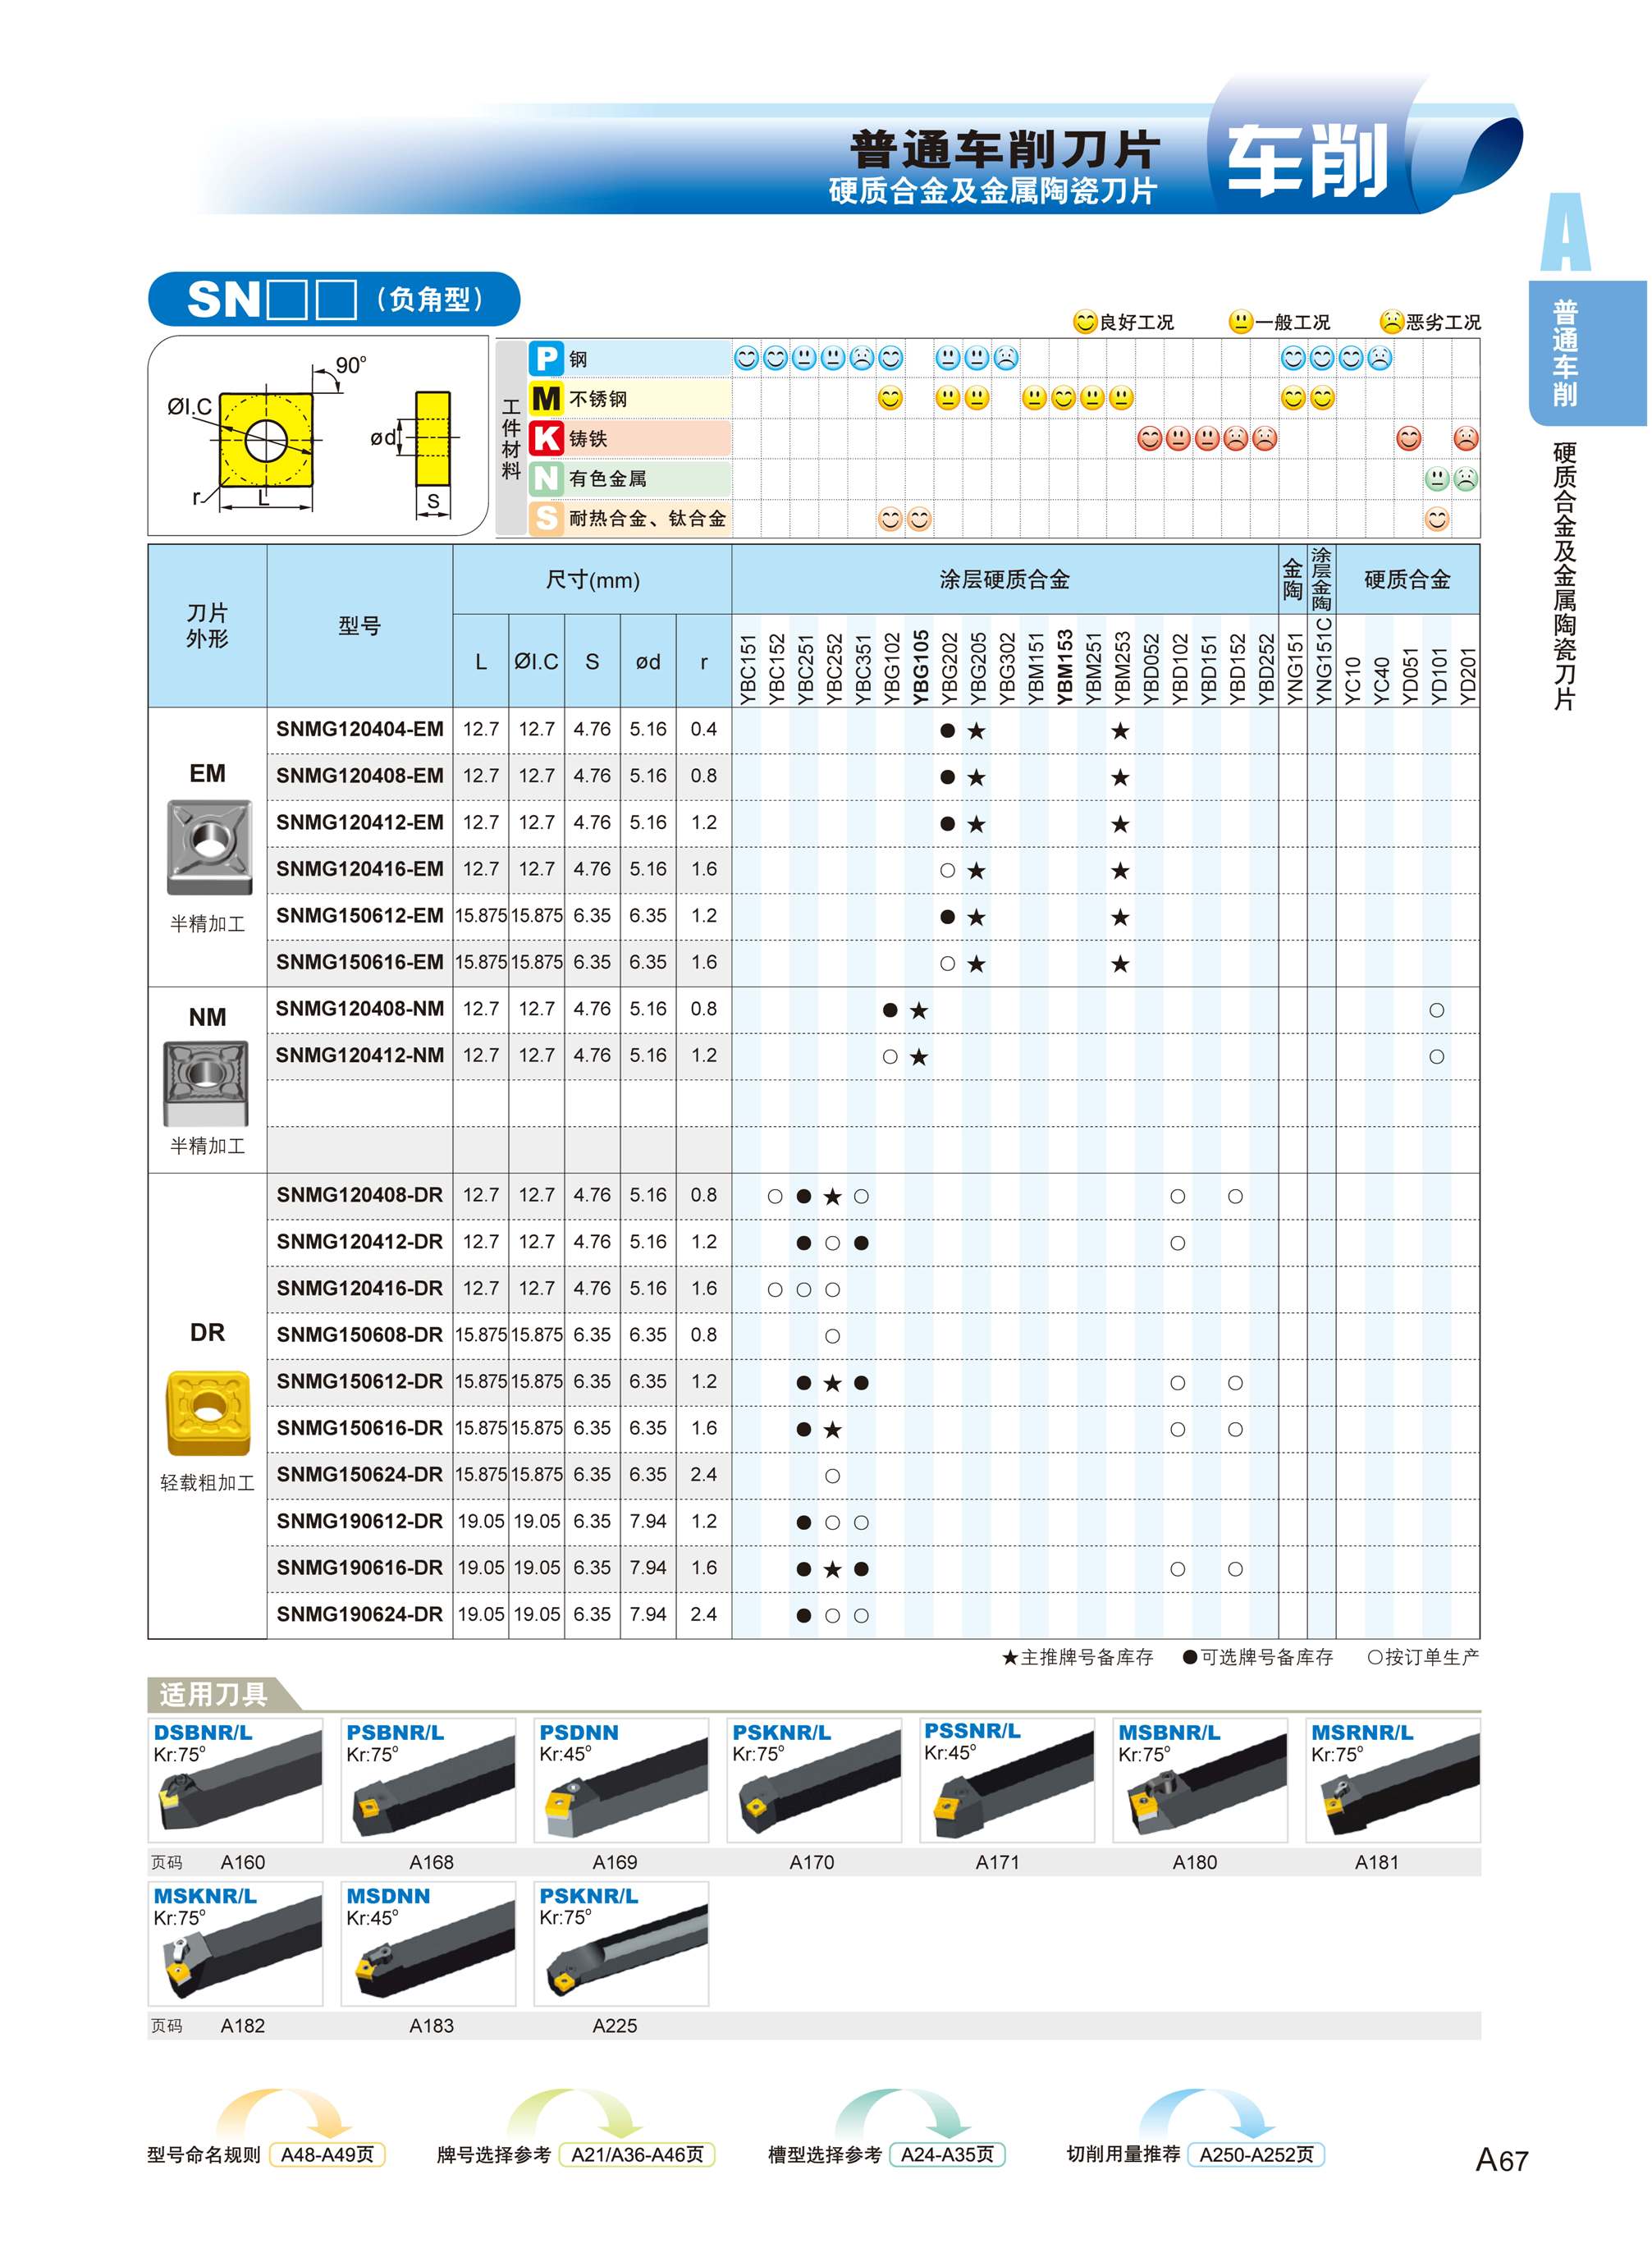 普通车削刀片
硬质合金及金属陶瓷刀片
车削
A
普通车削
硬质合金及金属陶瓷刀片
SN□□（负角型）
良好工况 一般工况 恶劣工况
90°
ØI.C
ød
r
L
S
工件材料
P 钢
M 不锈钢
K 铸铁
N 有色金属
S 耐热合金、钛合金
刀片外形 型号 尺寸(mm) 涂层硬质合金 金陶 涂层金陶 硬质合金
L ØI.C S ød r YBC151 YBC152 YBC251 YBC252 YBC351 YBG102 YBG105 YBG202 YBG205 YBG302 YBM151 YBM153 YBM251 YBM253 YBD052 YBD102 YBD151 YBD152 YBD252 YNG151 YNG151C YC10 YC40 YD051 YD101 YD201
EM
半精加工
SNMG120404-EM 12.7 12.7 4.76 5.16 0.4 ● ★ ★
SNMG120408-EM 12.7 12.7 4.76 5.16 0.8 ● ★ ★
SNMG120412-EM 12.7 12.7 4.76 5.16 1.2 ● ★ ★
SNMG120416-EM 12.7 12.7 4.76 5.16 1.6 ○ ★ ★
SNMG150612-EM 15.875 15.875 6.35 6.35 1.2 ● ★ ★
SNMG150616-EM 15.875 15.875 6.35 6.35 1.6 ○ ★ ★
NM
半精加工
SNMG120408-NM 12.7 12.7 4.76 5.16 0.8 ● ★ ○
SNMG120412-NM 12.7 12.7 4.76 5.16 1.2 ○ ★ ○
DR
轻载粗加工
SNMG120408-DR 12.7 12.7 4.76 5.16 0.8 ○ ● ★ ○ ○ ○
SNMG120412-DR 12.7 12.7 4.76 5.16 1.2 ● ○ ● ○
SNMG120416-DR 12.7 12.7 4.76 5.16 1.6 ○ ○ ○
SNMG150608-DR 15.875 15.875 6.35 6.35 0.8 ○
SNMG150612-DR 15.875 15.875 6.35 6.35 1.2 ● ★ ● ○ ○
SNMG150616-DR 15.875 15.875 6.35 6.35 1.6 ● ★ ○ ○
SNMG150624-DR 15.875 15.875 6.35 6.35 2.4 ○
SNMG190612-DR 19.05 19.05 6.35 7.94 1.2 ● ○ ○
SNMG190616-DR 19.05 19.05 6.35 7.94 1.6 ● ★ ● ○ ○
SNMG190624-DR 19.05 19.05 6.35 7.94 2.4 ● ○ ○
★主推牌号备库存 ●可选牌号备库存 ○按订单生产
适用刀具
DSBNR/L PSBNR/L PSDNN PSKNR/L PSSNR/L MSBNR/L MSRNR/L
Kr:75° Kr:75° Kr:45° Kr:75° Kr:45° Kr:75° Kr:75°
页码 A160 A168 A169 A170 A171 A180 A181
MSKNR/L MSDNN PSKNR/L
Kr:75° Kr:45° Kr:75°
页码 A182 A183 A225
型号命名规则 A48-A49页 牌号选择参考 A21/A36-A46页 槽型选择参考 A24-A35页 切削用量推荐 A250-A252页
A67